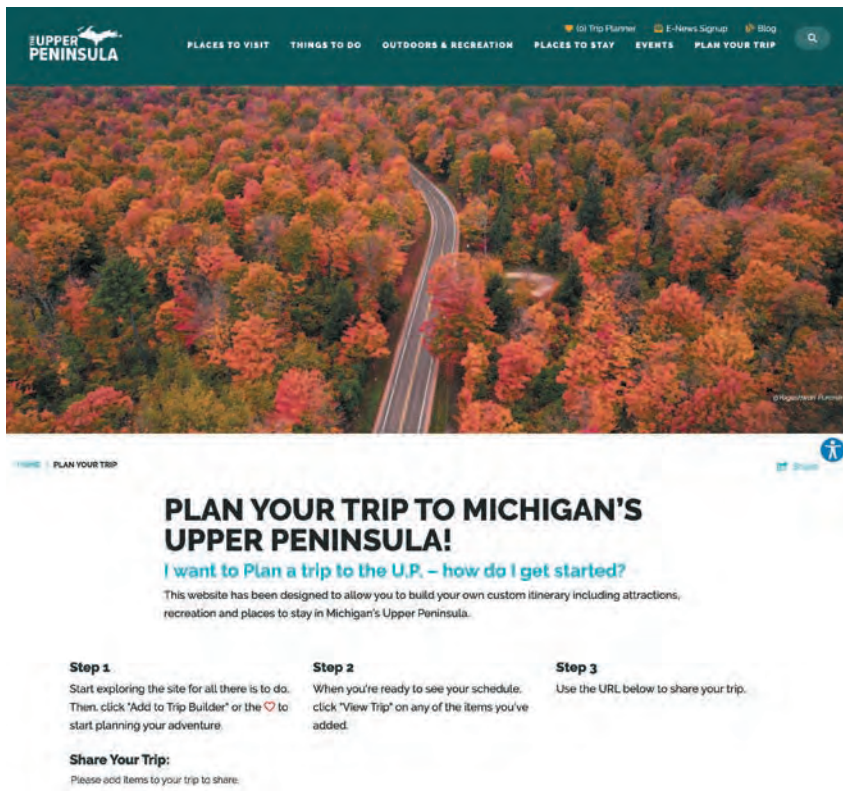 THE UPPER
PENINSULA
(0) Trip Planner E-News Signup Blog
PLACES TO VISIT THINGS TO DO OUTDOORS & RECREATION PLACES TO STAY EVENTS PLAN YOUR TRIP
HOME PLAN YOUR TRIP
Share
PLAN YOUR TRIP TO MICHIGAN'S
UPPER PENINSULA!
I want to Plan a trip to the U.P. – how do I get started?
This website has been designed to allow you to build your own custom itinerary including attractions,
recreation and places to stay in Michigan's Upper Peninsula.
Step 1
Start exploring the site for all there is to do.
Then, click "Add to Trip Builder" or the ♡ to
start planning your adventure
Step 2
When you're ready to see your schedule,
click "View Trip" on any of the items you've
added.
Step 3
Use the URL below to share your trip.
Share Your Trip:
Please add items to your trip to share.